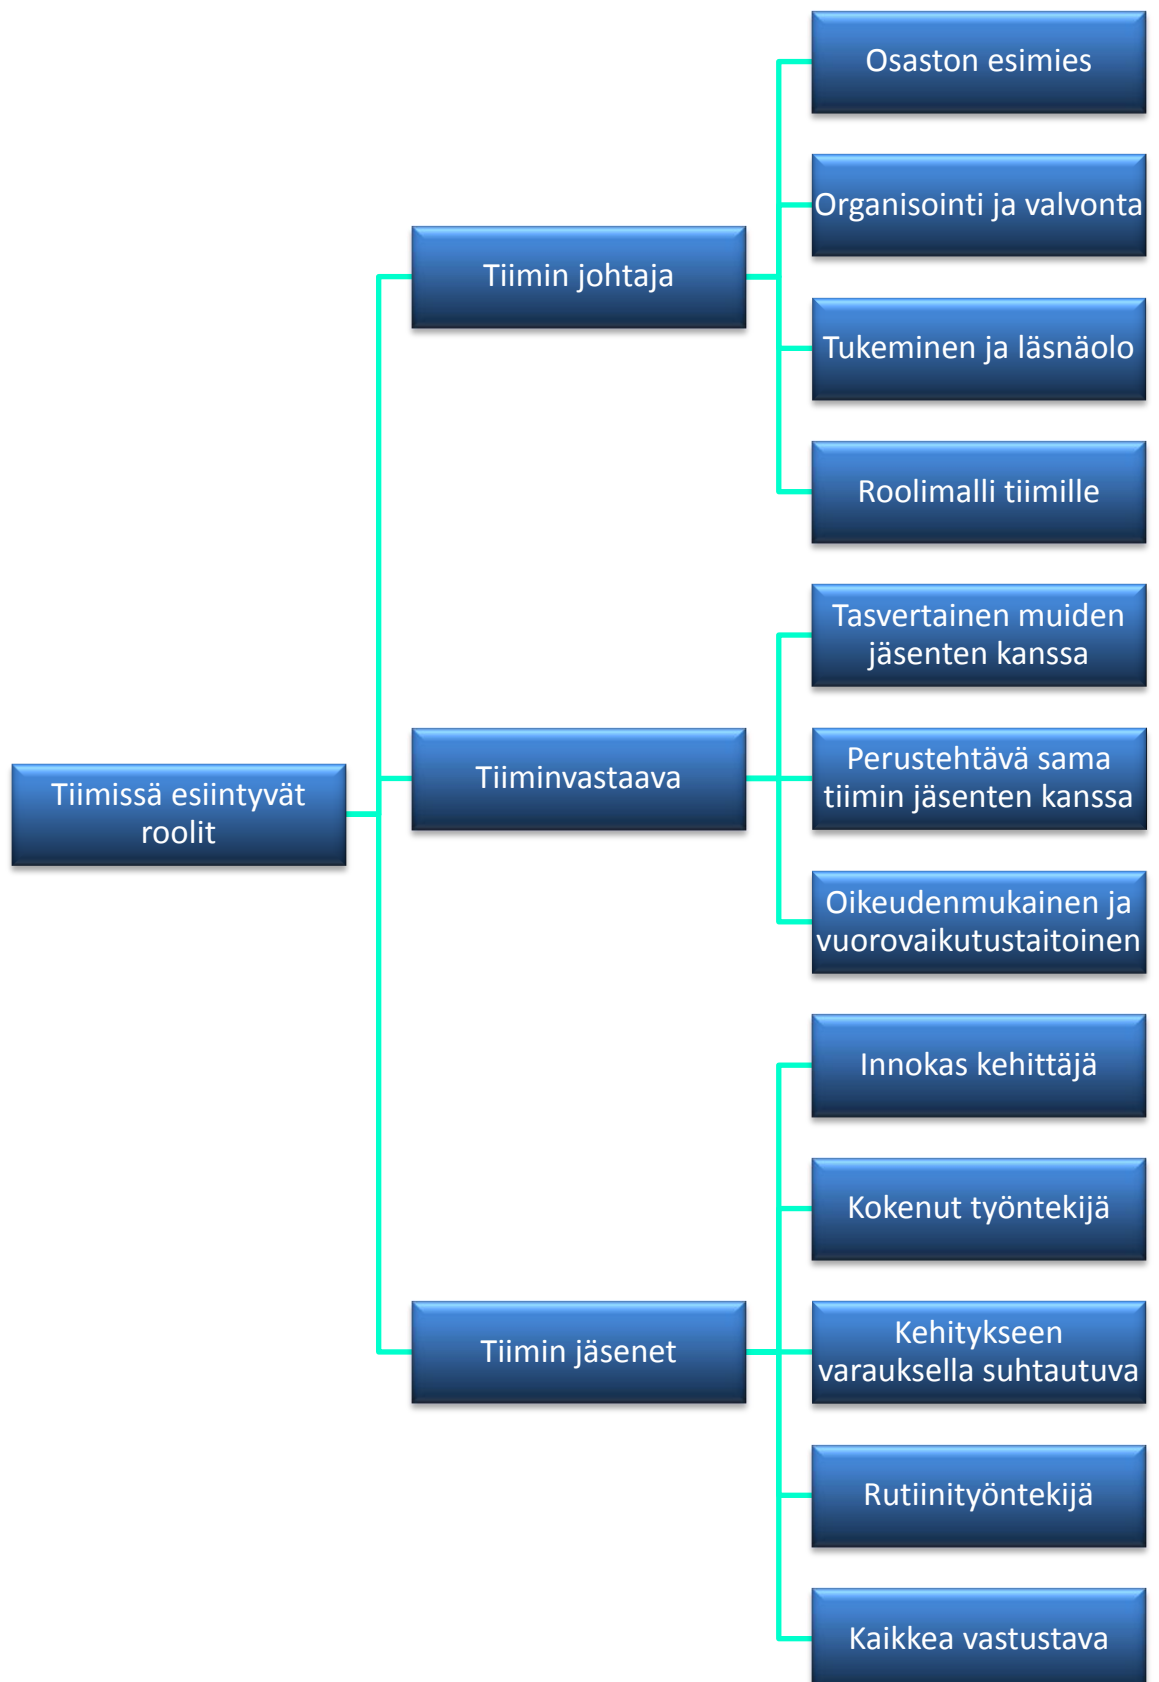 Osaston esimies
Organisointi ja valvonta
Tiimin johtaja
Tukeminen ja läsnäolo
Roolimalli tiimille
Tasvertainen muiden
jäsenten kanssa
Tiimissä esiintyvät
roolit
Tiiminvastaava
Perustehtävä sama
tiimin jäsenten kanssa
Oikeudenmukainen ja
vuorovaikutustaitoinen
Innokas kehittäjä
Kokenut työntekijä
Tiimin jäsenet
Kehitykseen
varauksella suhtautuva
Rutiinityöntekijä
Kaikkea vastustava